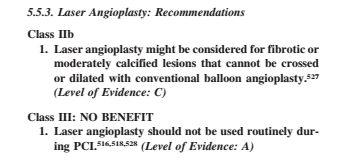 5.5.3. Laser Angioplasty: Recommendations
Class IIb
1. Laser angioplasty might be considered for fibrotic or
moderately calcified lesions that cannot be crossed
or dilated with conventional balloon angioplasty.527
(Level of Evidence: C)
Class III: NO BENEFIT
1. Laser angioplasty should not be used routinely dur-
ing PCI.516,518,528 (Level of Evidence: A)